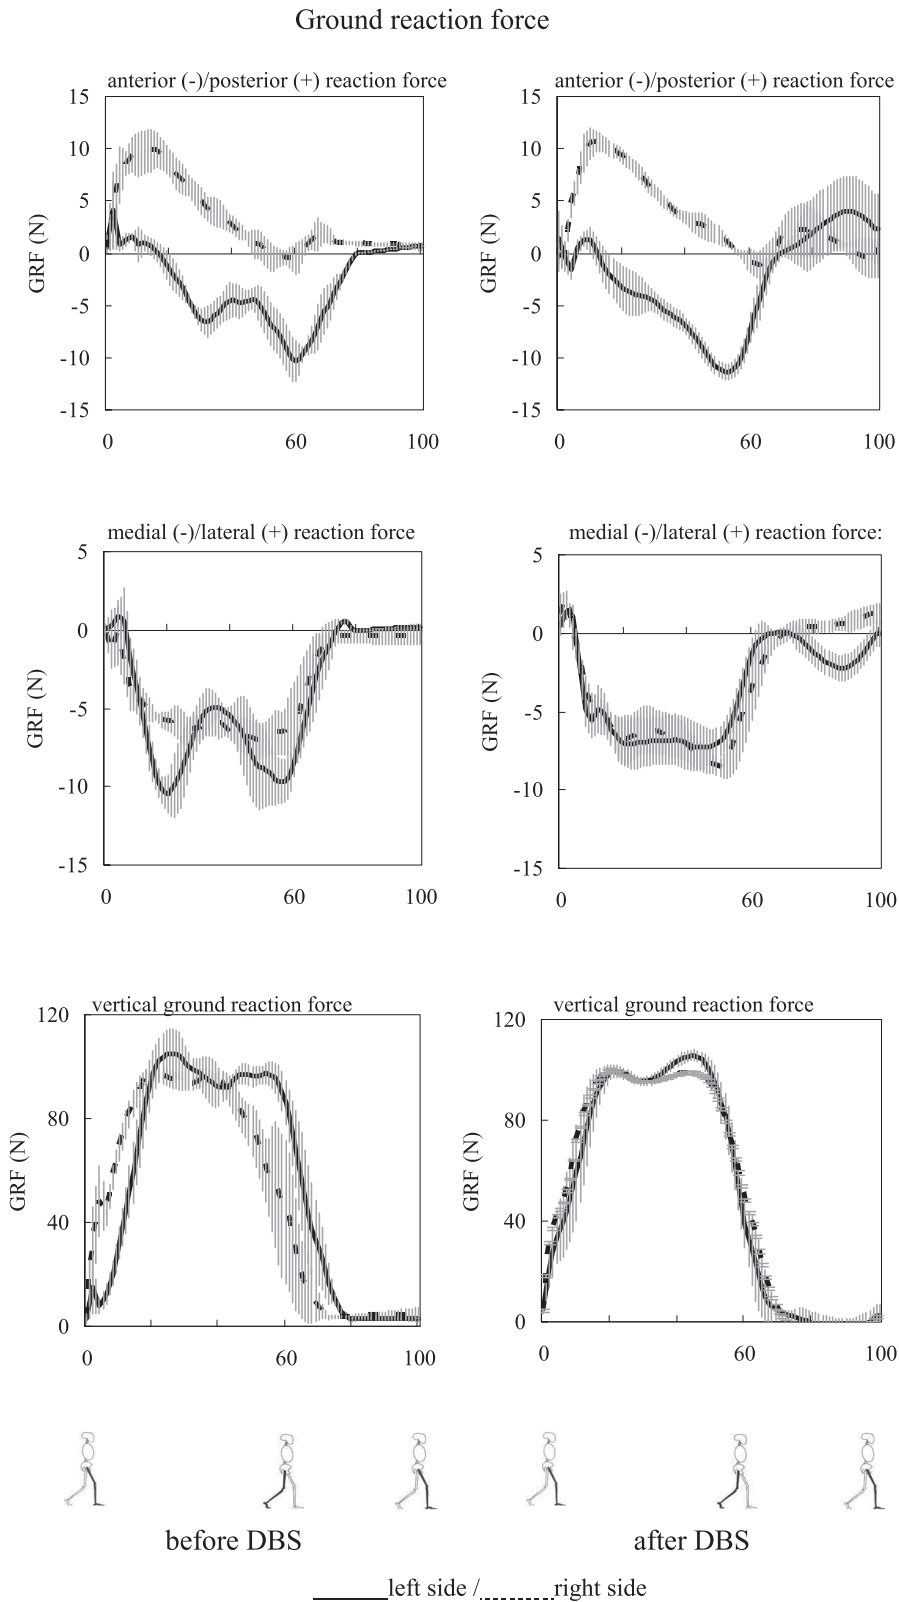 Ground reaction force
anterior (-)/posterior (+) reaction force
15
10
5
0
-5
-10
-15
GRF (N)
0 60 100
anterior (-)/posterior (+) reaction force
15
10
5
0
-5
-10
-15
GRF (N)
0 60 100
medial (-)/lateral (+) reaction force
5
0
-5
-10
-15
GRF (N)
0 60 100
medial (-)/lateral (+) reaction force:
5
0
-5
-10
-15
GRF (N)
0 60 100
vertical ground reaction force
120
80
40
0
GRF (N)
0 60 100
vertical ground reaction force
120
80
40
0
GRF (N)
0 60 100
before DBS
after DBS
left side / right side